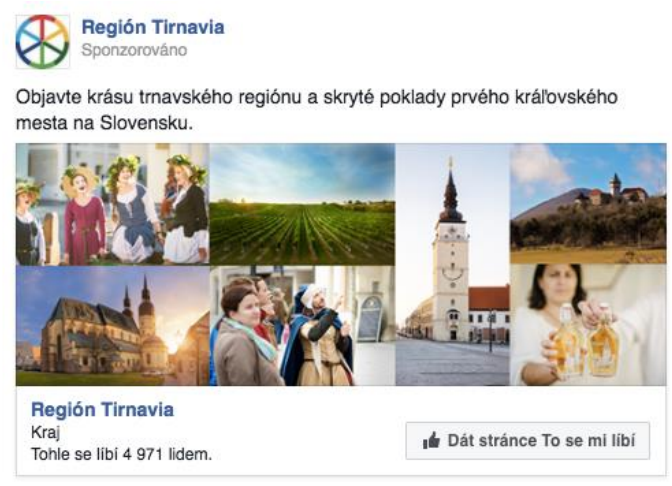 Región Tirnavia
Sponzorováno
Objavte krásu trnavského regiónu a skryté poklady prvého kráľovského
mesta na Slovensku.
Región Tirnavia
Kraj
Tohle se líbí 4 971 lidem.
Dát stránce To se mi líbí